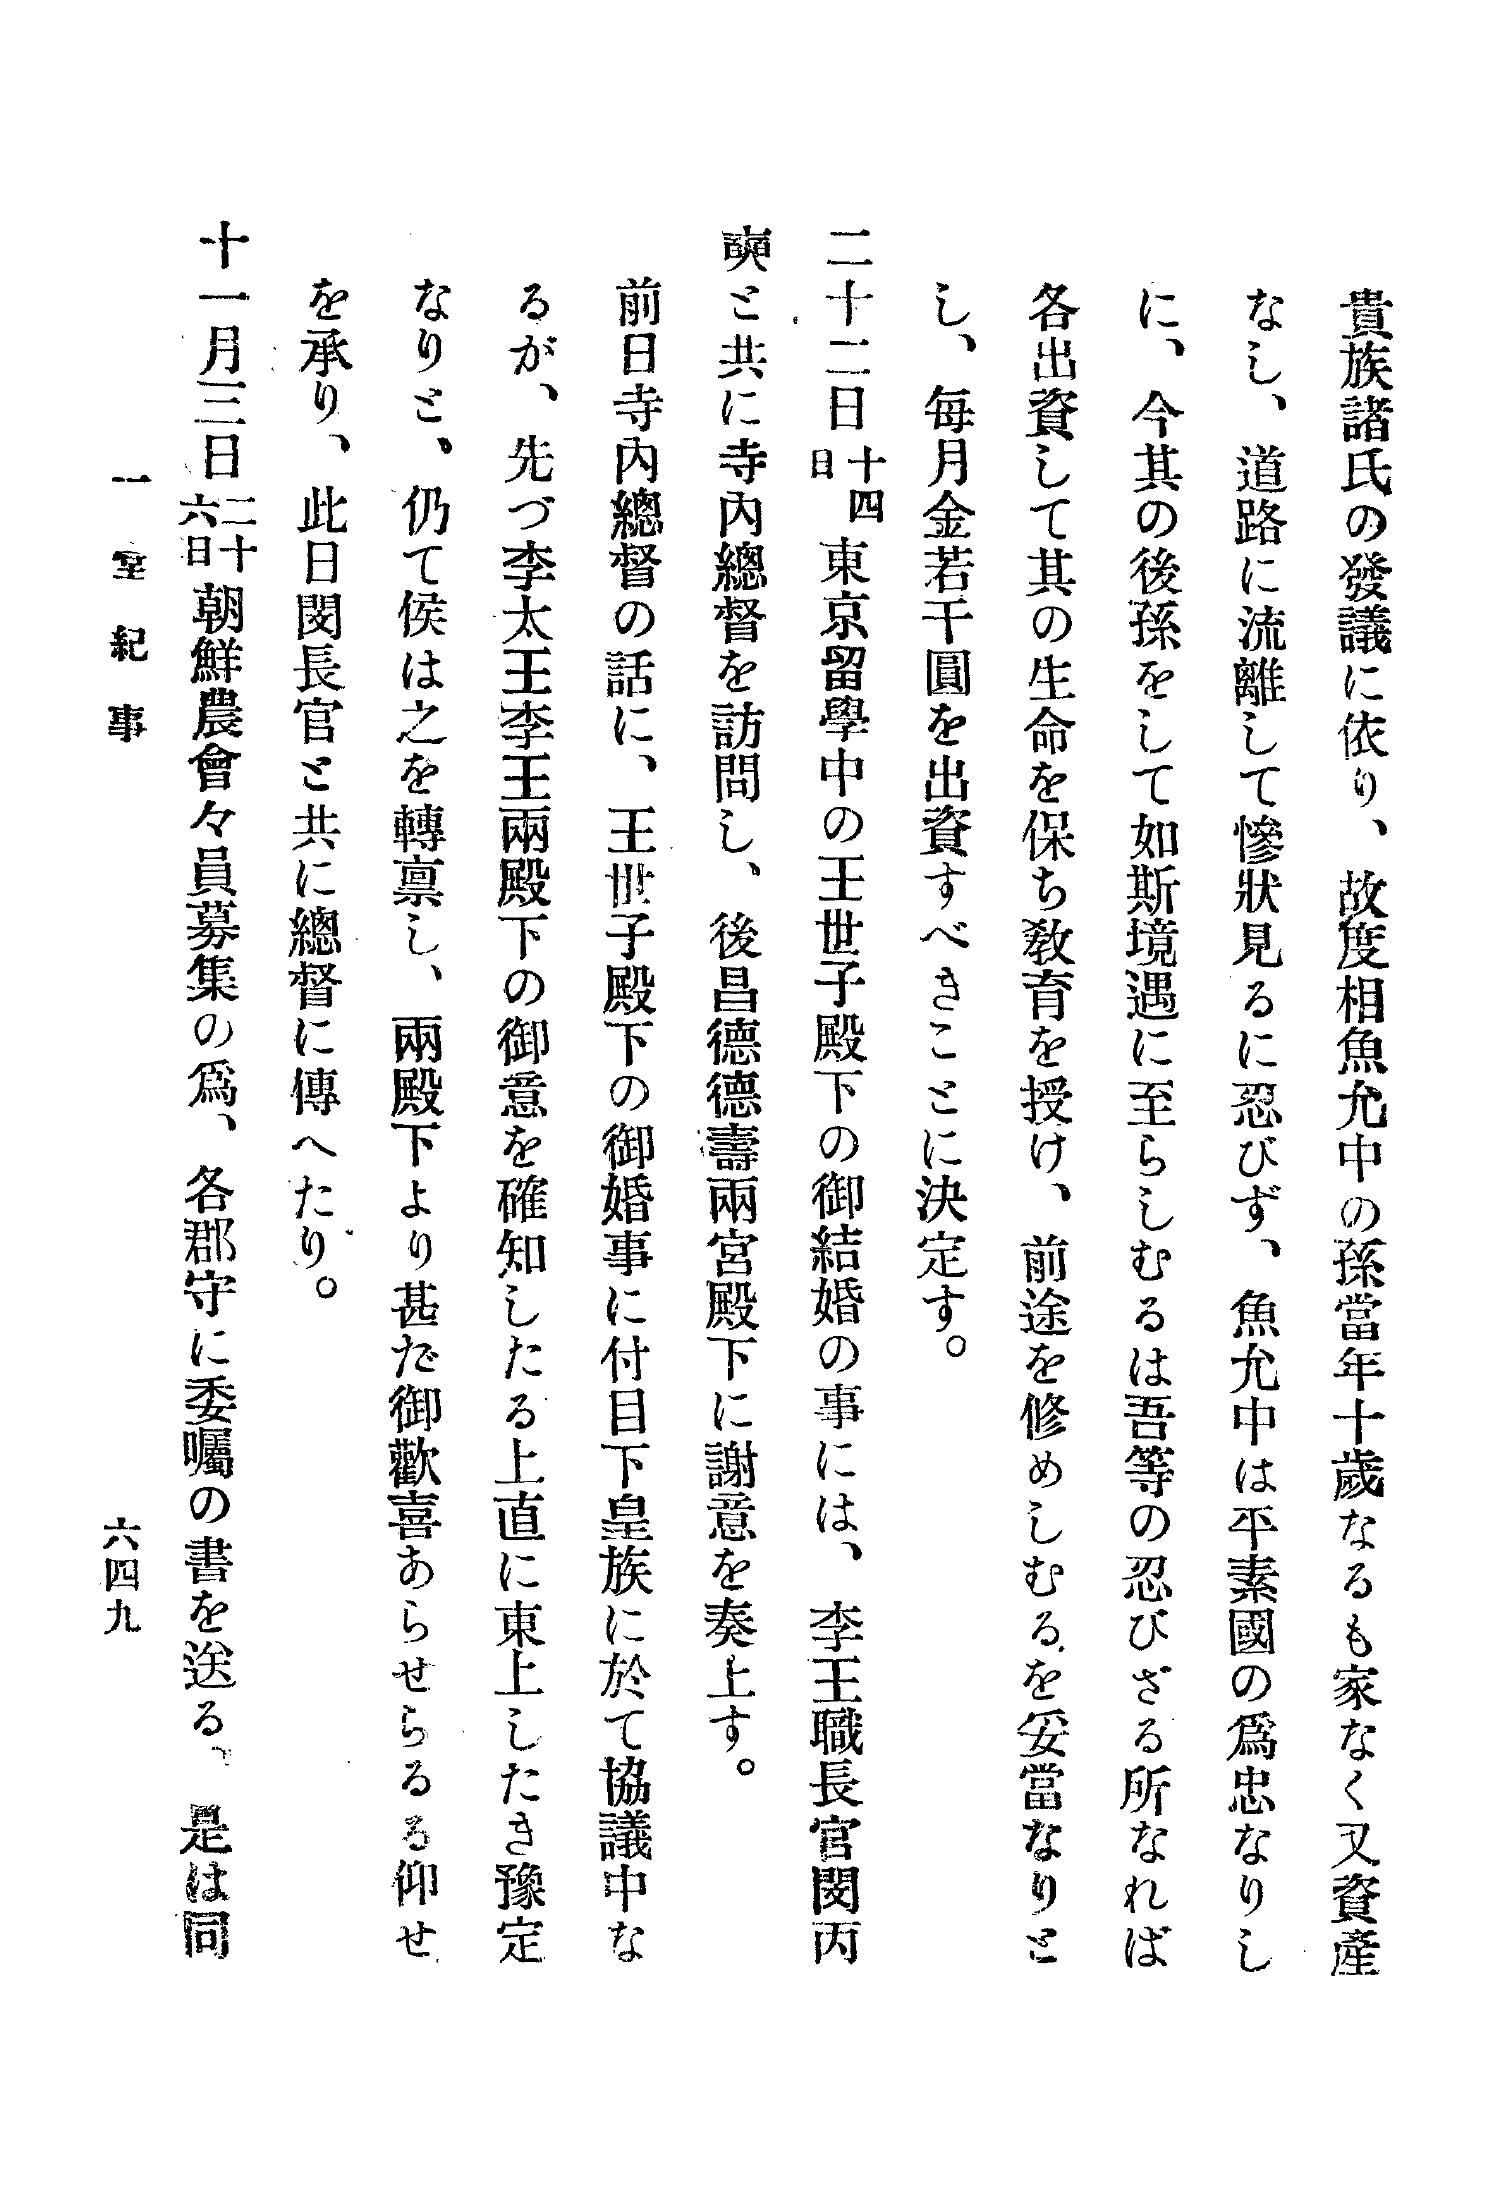 貴族諸氏の發議に依り、故度相魚允中の孫當年十歲なるも家なく又資產
なし、道路に流離して慘狀見るに忍びず、魚允中は平素國の爲忠なりし
に、今其の後孫をして如斯境遇に至らしむるは吾等の忍びざる所なれば
各出資して其の生命を保ち敎育を授け、前途を修めしむるを妥當なりと
し、每月金若干圓を出資すべきことに決定す。
二十二日十四日東京留學中の王世子殿下の御結婚の事には、李王職長官閔丙
奭と共に寺內總督を訪問し、後昌德德壽兩宮殿下に謝意を奏上す。
前日寺內總督の話に、王世子殿下の御婚事に付目下皇族に於て協議中な
るが、先づ李太王李王兩殿下の御意を確知したる上直に東上したき豫定
なりと、仍て侯は之を轉禀し、兩殿下より甚だ御歡喜あらせらるる仰せ
を承り、此日閔長官と共に總督に傳へたり。
十一月三日二十六日朝鮮農會々員募集の爲、各郡守に委囑の書を送る、是は同
一堂紀事
六四九